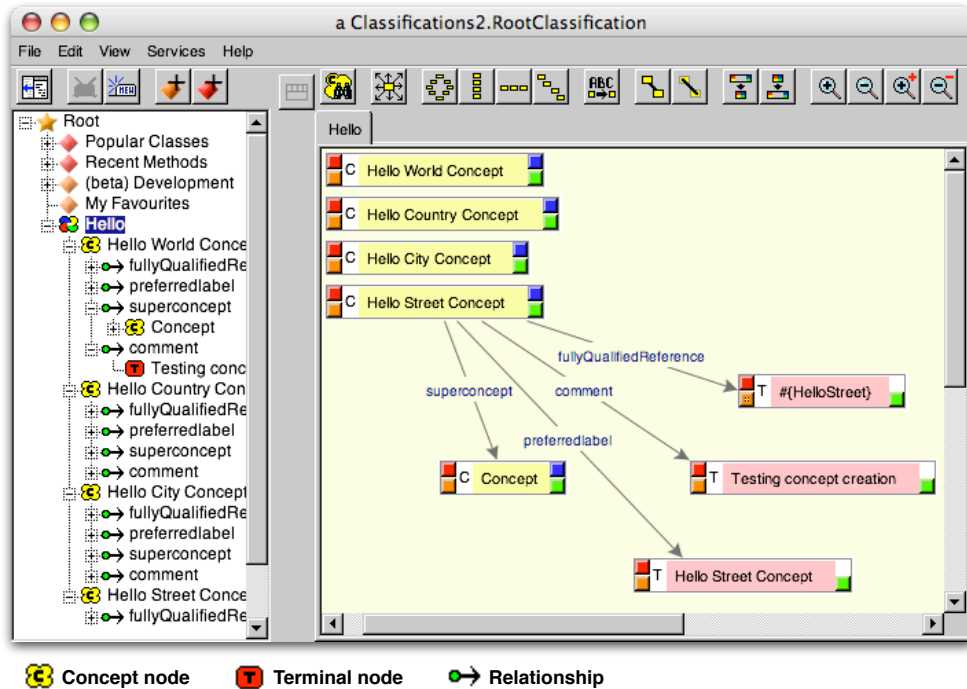 a Classifications2.RootClassification
File Edit View Services Help
NEW
ABC
Root
Popular Classes
Recent Methods
(beta) Development
My Favourites
Hello
C Hello World Conce
fullyQualifiedRe
preferredlabel
superconcept
C Concept
comment
T Testing conc
C Hello Country Con
fullyQualifiedRe
preferredlabel
superconcept
comment
C Hello City Concept
fullyQualifiedRe
preferredlabel
superconcept
comment
C Hello Street Conce
fullyQualifiedRe
Hello
C Hello World Concept
C Hello Country Concept
C Hello City Concept
C Hello Street Concept
fullyQualifiedReference
superconcept
comment
T #{HelloStreet}
preferredlabel
C Concept
T Testing concept creation
T Hello Street Concept
C Concept node
T Terminal node
Relationship